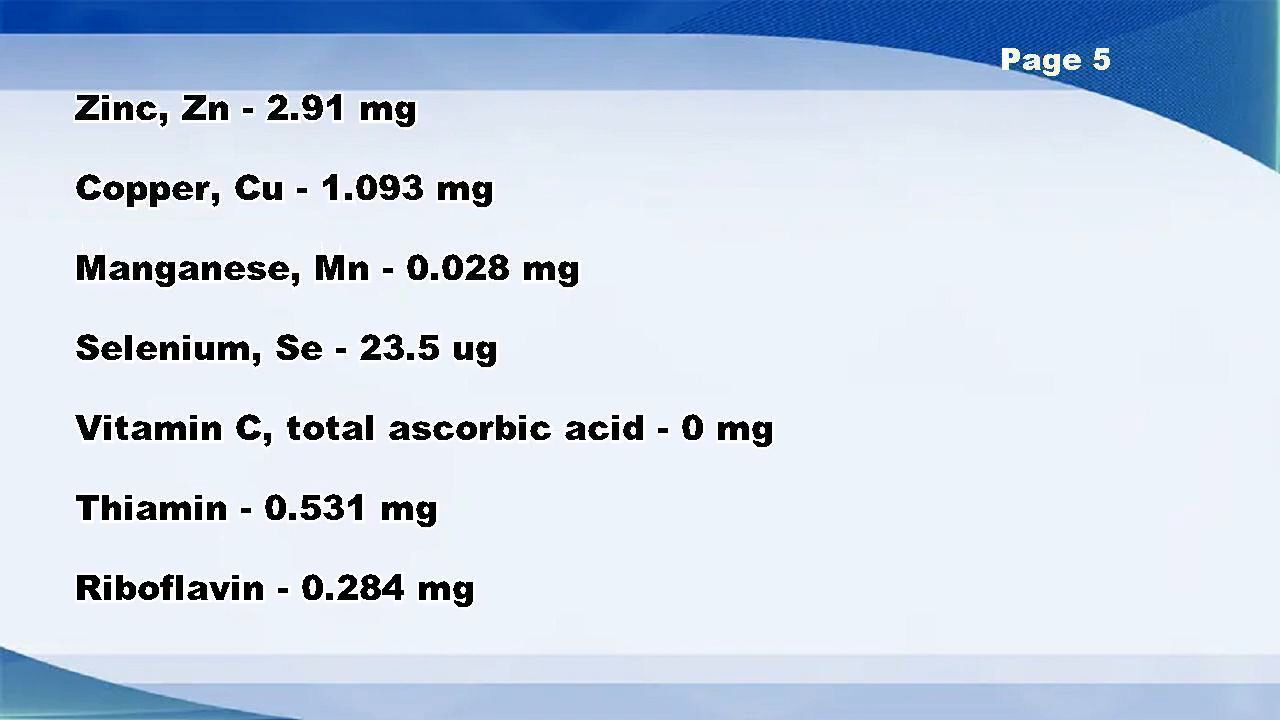 Page 5
Zinc, Zn - 2.91 mg
Copper, Cu - 1.093 mg
Manganese, Mn - 0.028 mg
Selenium, Se - 23.5 ug
Vitamin C, total ascorbic acid - 0 mg
Thiamin - 0.531 mg
Riboflavin - 0.284 mg